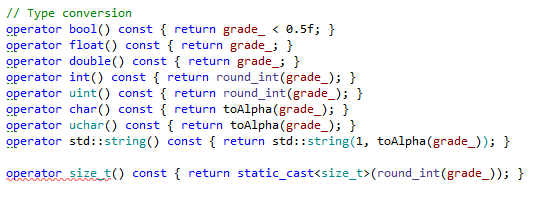 // Type conversion
operator bool() const { return grade_ < 0.5f; }
operator float() const { return grade_; }
operator double() const { return grade_; }
operator int() const { return round_int(grade_); }
operator uint() const { return round_int(grade_); }
operator char() const { return toAlpha(grade_); }
operator uchar() const { return toAlpha(grade_); }
operator std::string() const { return std::string(1, toAlpha(grade_)); }
operator size_t() const { return static_cast<size_t>(round_int(grade_)); }